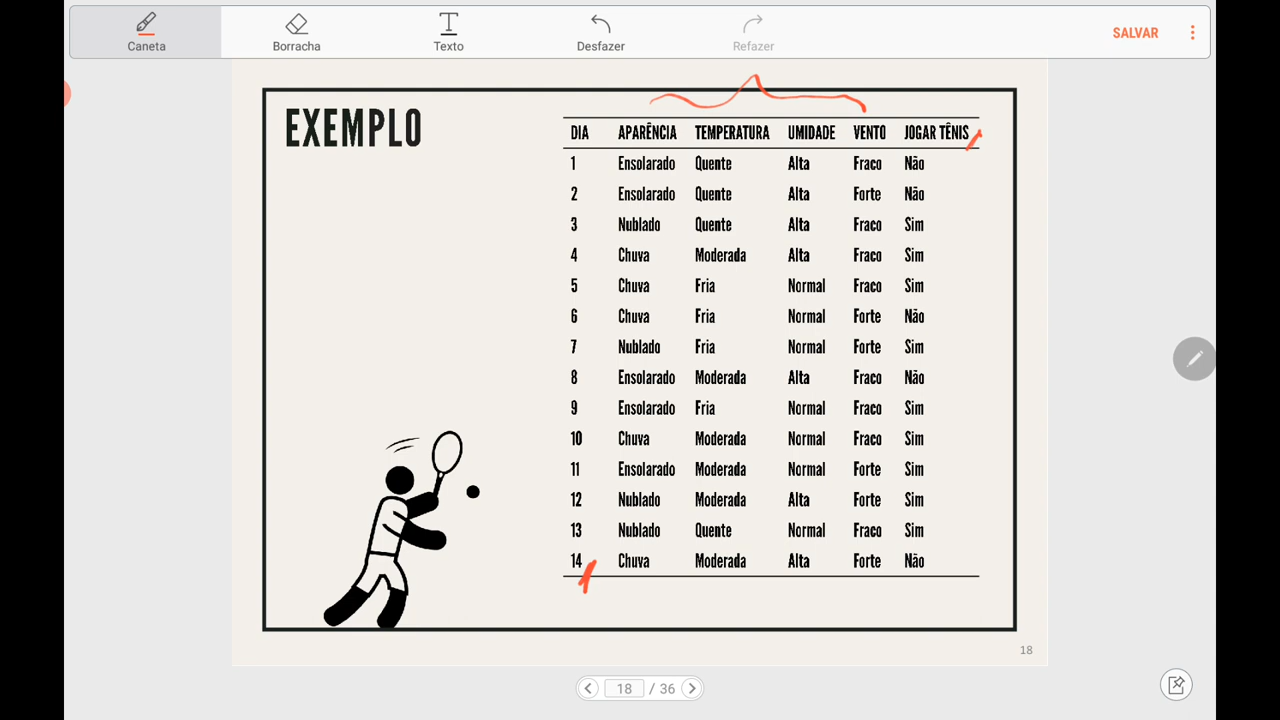 Caneta Borracha Texto Desfazer Refazer SALVAR
EXEMPLO
DIA APARÊNCIA TEMPERATURA UMIDADE VENTO JOGAR TÊNIS
1 Ensolarado Quente Alta Fraco Não
2 Ensolarado Quente Alta Forte Não
3 Nublado Quente Alta Fraco Sim
4 Chuva Moderada Alta Fraco Sim
5 Chuva Fria Normal Fraco Sim
6 Chuva Fria Normal Forte Não
7 Nublado Fria Normal Forte Sim
8 Ensolarado Moderada Alta Fraco Não
9 Ensolarado Fria Normal Fraco Sim
10 Chuva Moderada Normal Fraco Sim
11 Ensolarado Moderada Normal Forte Sim
12 Nublado Moderada Alta Forte Sim
13 Nublado Quente Normal Fraco Sim
14 Chuva Moderada Alta Forte Não
18
18 / 36